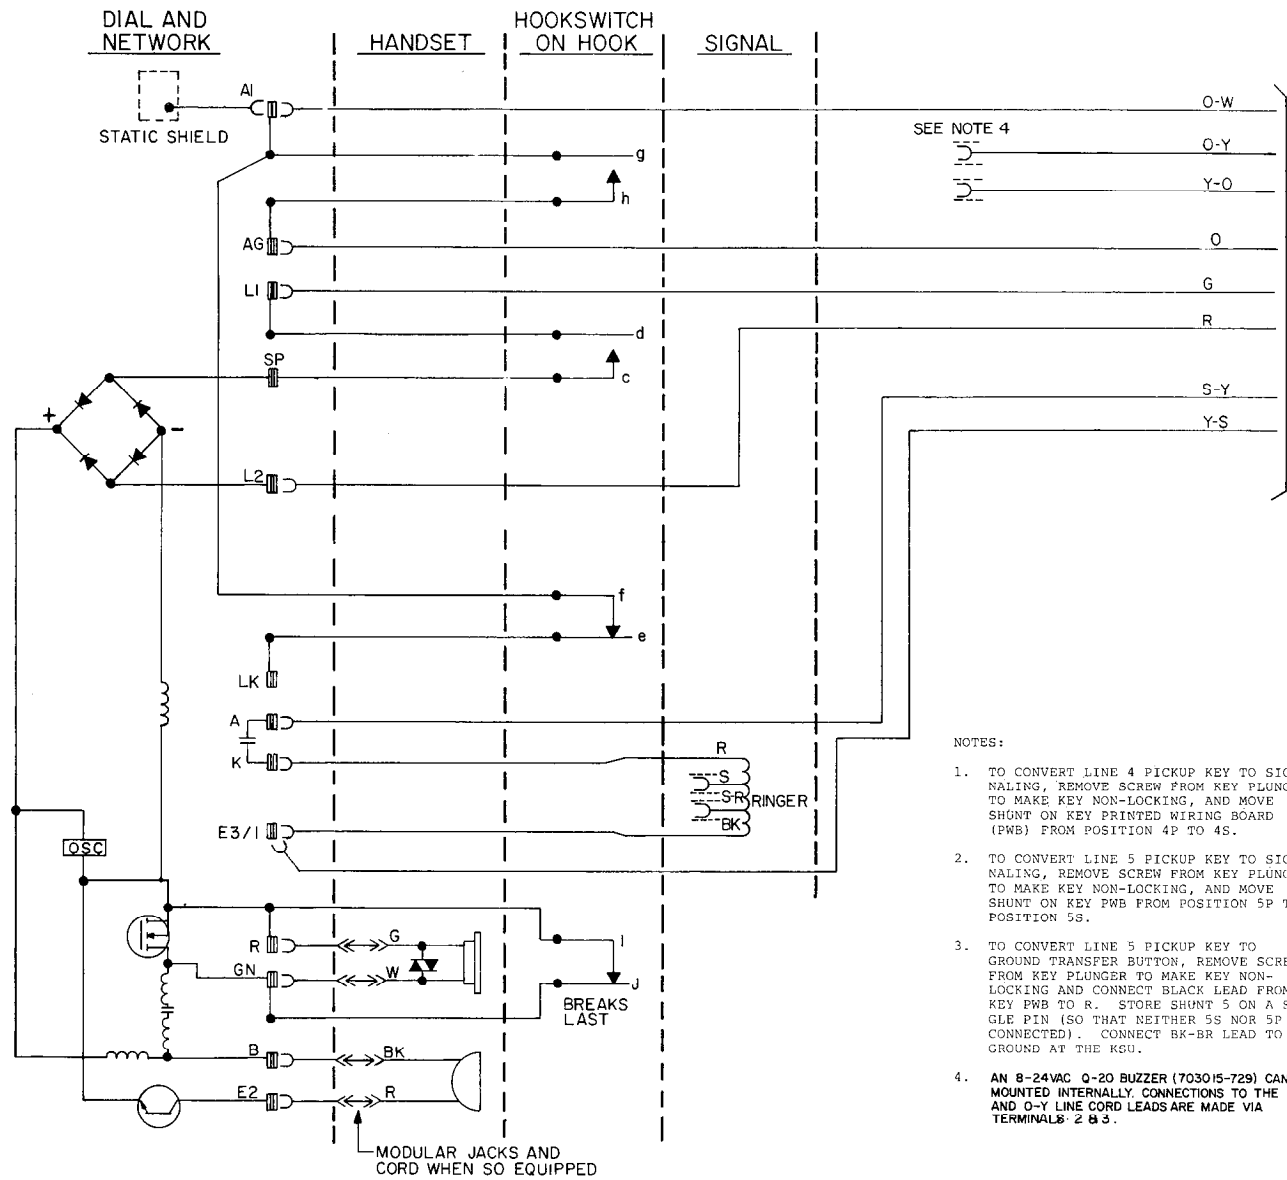 DIAL AND
NETWORK
HANDSET
HOOKSWITCH
ON HOOK
SIGNAL
A1
STATIC SHIELD
O-W
SEE NOTE 4
O-Y
g
Y-O
h
AG
O
L1
G
d
R
SP
c
S-Y
+
-
Y-S
L2
f
e
LK
A
K
R
S
S-R
RINGER
BK
E3/1
OSC
R
G
I
GN
W
J
BREAKS
LAST
B
BK
E2
R
MODULAR JACKS AND
CORD WHEN SO EQUIPPED
NOTES:
1. TO CONVERT LINE 4 PICKUP KEY TO SIG
NALING, REMOVE SCREW FROM KEY PLUNG
TO MAKE KEY NON-LOCKING, AND MOVE
SHUNT ON KEY PRINTED WIRING BOARD
(PWB) FROM POSITION 4P TO 4S.
2. TO CONVERT LINE 5 PICKUP KEY TO SIG
NALING, REMOVE SCREW FROM KEY PLUNG
TO MAKE KEY NON-LOCKING, AND MOVE
SHUNT ON KEY PWB FROM POSITION 5P T
POSITION 5S.
3. TO CONVERT LINE 5 PICKUP KEY TO
GROUND TRANSFER BUTTON, REMOVE SCRE
FROM KEY PLUNGER TO MAKE KEY NON-
LOCKING AND CONNECT BLACK LEAD FROM
KEY PWB TO R. STORE SHUNT 5 ON A S
GLE PIN (SO THAT NEITHER 5S NOR 5P
CONNECTED). CONNECT BK-BR LEAD TO
GROUND AT THE KSU.
4. AN 8-24VAC Q-20 BUZZER (703015-729) CAN
MOUNTED INTERNALLY. CONNECTIONS TO THE
AND O-Y LINE CORD LEADS ARE MADE VIA
TERMINALS 2 & 3.